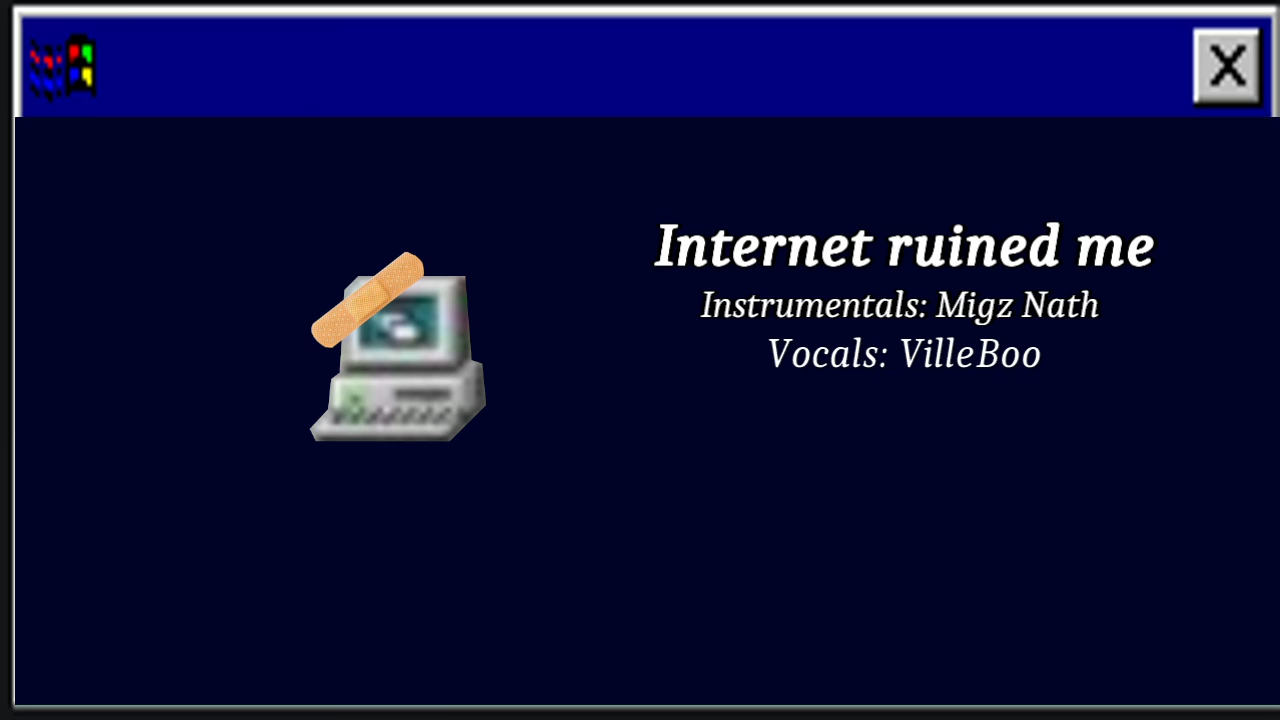 X
Internet ruined me
Instrumentals: Migz Nath
Vocals: VilleBoo